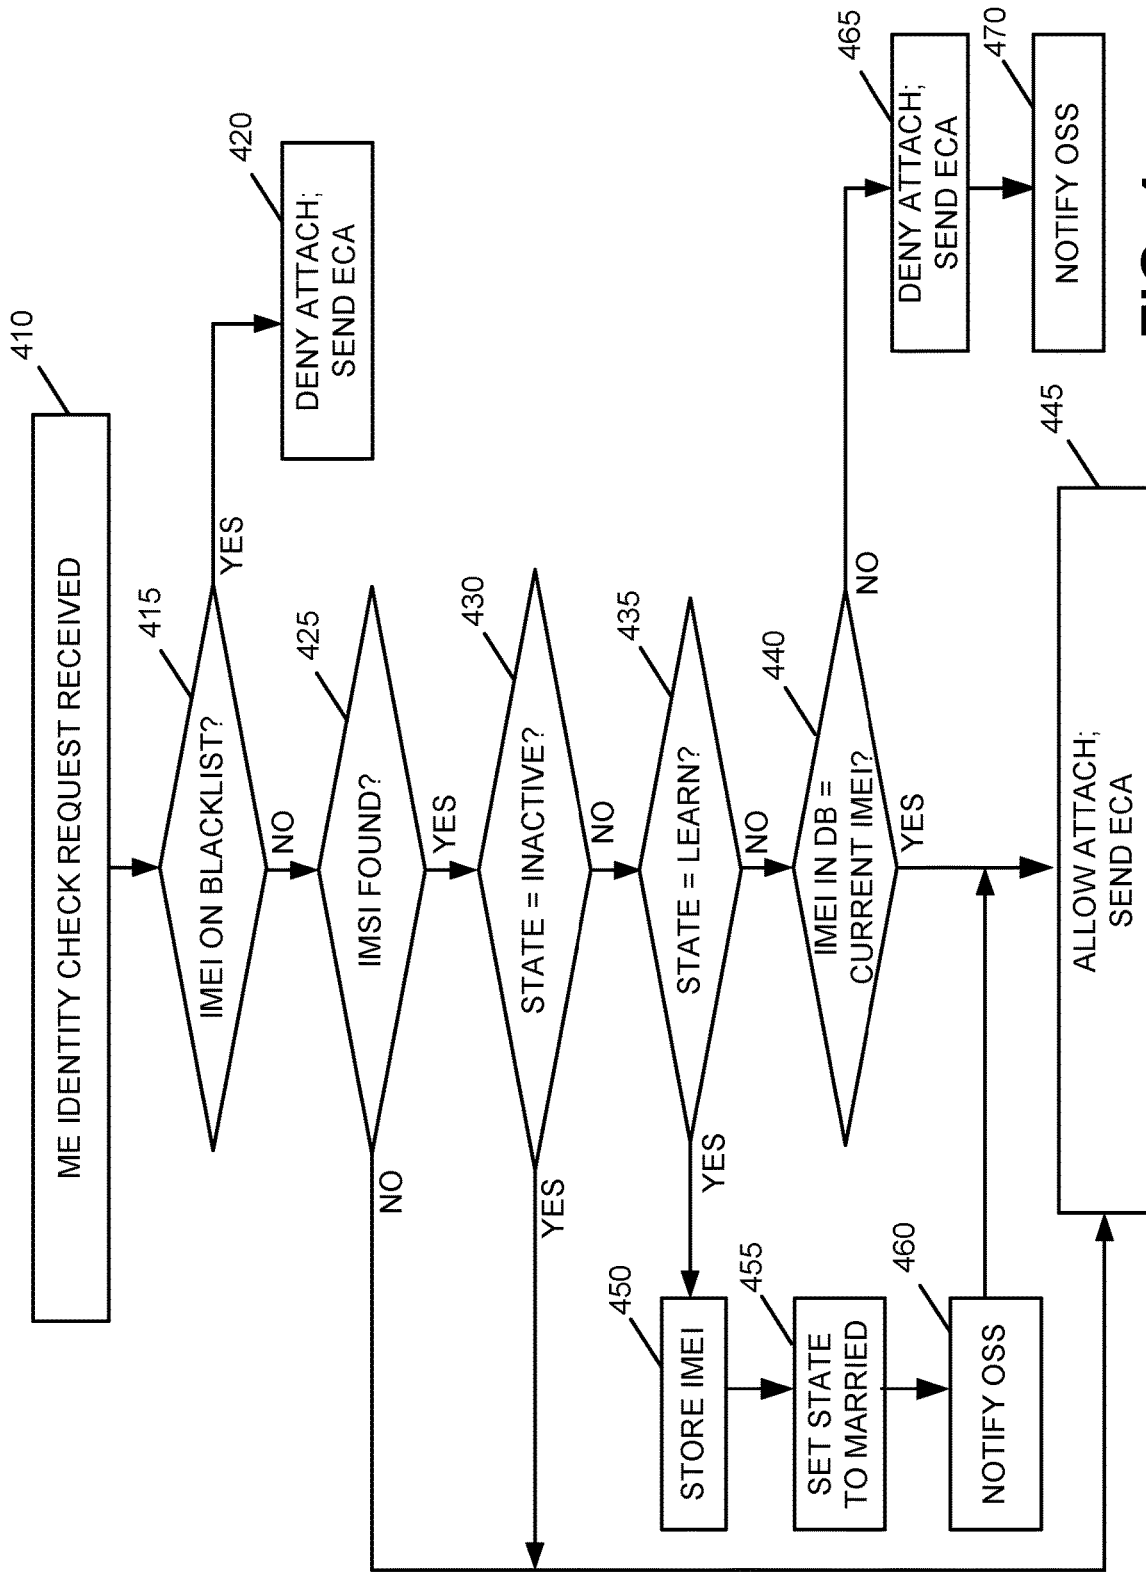 410
ME IDENTITY CHECK REQUEST RECEIVED
415
IMEI ON BLACKLIST?
YES
420
DENY ATTACH;
SEND ECA
NO
425
IMSI FOUND?
NO
YES
430
STATE = INACTIVE?
YES
NO
435
STATE = LEARN?
YES
NO
450
STORE IMEI
455
SET STATE
TO MARRIED
460
NOTIFY OSS
440
IMEI IN DB =
CURRENT IMEI?
NO
YES
465
DENY ATTACH;
SEND ECA
470
NOTIFY OSS
445
ALLOW ATTACH;
SEND ECA